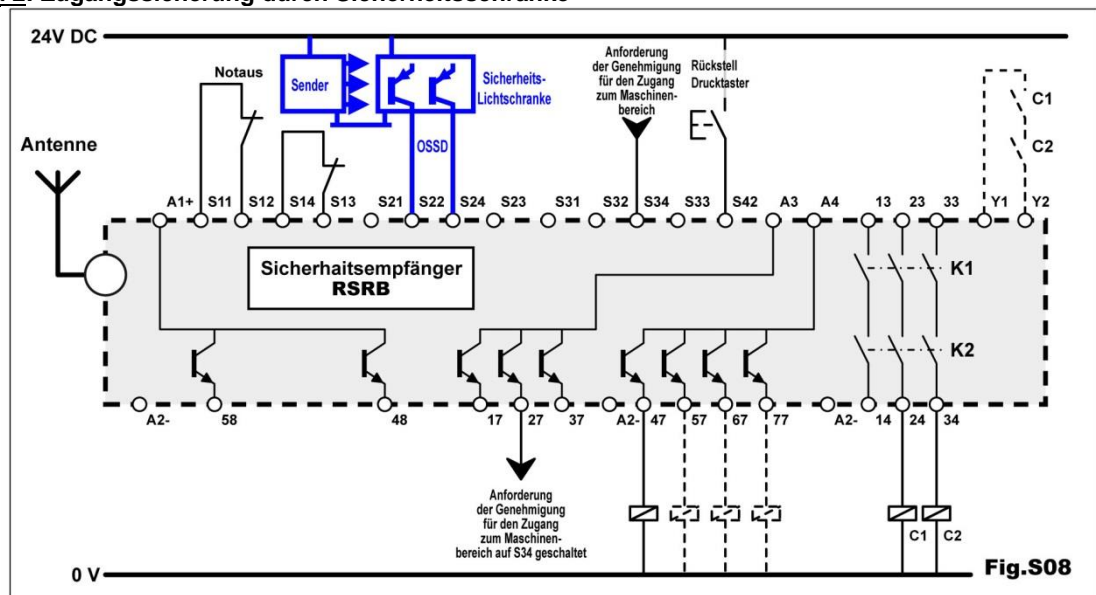 Zugangssicherung durch Sicherheitsschranke
24V DC
Notaus
Sender
Sicherheits-
Lichtschranke
OSSD
Anforderung
der Genehmigung
für den Zugang
zum Maschinen-
bereich
Rückstell
Drucktaster
C1
C2
Antenne
A1+ S11 S12 S14 S13 S21 S22 S24 S23 S31 S32 S34 S33 S42 A3 A4 13 23 33 Y1 Y2
Sicherhaitsempfänger
RSRB
K1
K2
A2- 58 48 17 27 37 A2- 47 57 67 77 A2- 14 24 34
Anforderung
der Genehmigung
für den Zugang
zum Maschinen-
bereich auf S34 geschaltet
C1 C2
0 V
Fig.S08